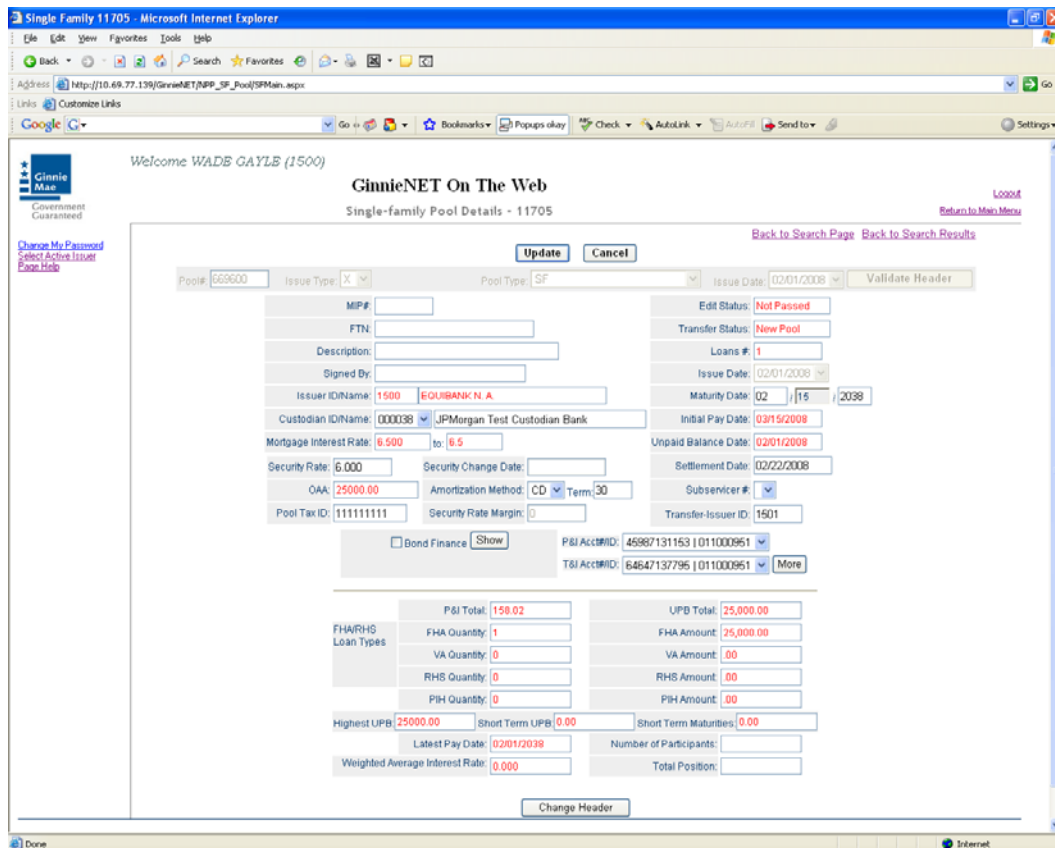 Single Family 11705 - Microsoft Internet Explorer
File Edit View Favorites Tools Help
Back Search Favorites
Address http://10.69.77.139/GinnieNET/NPP_SF_Pool/SFMain.aspx Go
Links Customize Links
Google G Go Bookmarks Popups okay Check AutoLink AutoFill Send to Settings
Ginnie Mae
Government Guaranteed
Welcome WADE GAYLE (1500)
GinnieNET On The Web
Logout
Single-family Pool Details - 11705
Return to Main Menu
Change My Password
Select Active Issuer
Page Help
Back to Search Page Back to Search Results
Update Cancel
Pool#: 669600 Issue Type: X Pool Type: SF Issue Date: 02/01/2008 Validate Header
MIP#: Edit Status: Not Passed
FTN: Transfer Status: New Pool
Description: Loans #: 1
Signed By: Issue Date: 02/01/2008
Issuer ID/Name: 1500 EQUIBANK N. A. Maturity Date: 02 / 15 / 2038
Custodian ID/Name: 000038 JPMorgan Test Custodian Bank Initial Pay Date: 03/15/2008
Mortgage Interest Rate: 6.500 to: 6.5 Unpaid Balance Date: 02/01/2008
Security Rate: 6.000 Security Change Date: Settlement Date: 02/22/2008
OAA: 25000.00 Amortization Method: CD Term: 30 Subservicer #:
Pool Tax ID: 111111111 Security Rate Margin: 0 Transfer-Issuer ID: 1501
Bond Finance Show P&I Acct#/ID: 45987131153 | 011000951
T&I Acct#/ID: 64647137795 | 011000951 More
P&I Total: 158.02 UPB Total: 25,000.00
FHA/RHS Loan Types FHA Quantity: 1 FHA Amount: 25,000.00
VA Quantity: 0 VA Amount: .00
RHS Quantity: 0 RHS Amount: .00
PIH Quantity: 0 PIH Amount: .00
Highest UPB: 25000.00 Short Term UPB: 0.00 Short Term Maturities: 0.00
Latest Pay Date: 02/01/2038 Number of Participants:
Weighted Average Interest Rate: 0.000 Total Position:
Change Header
Done Internet